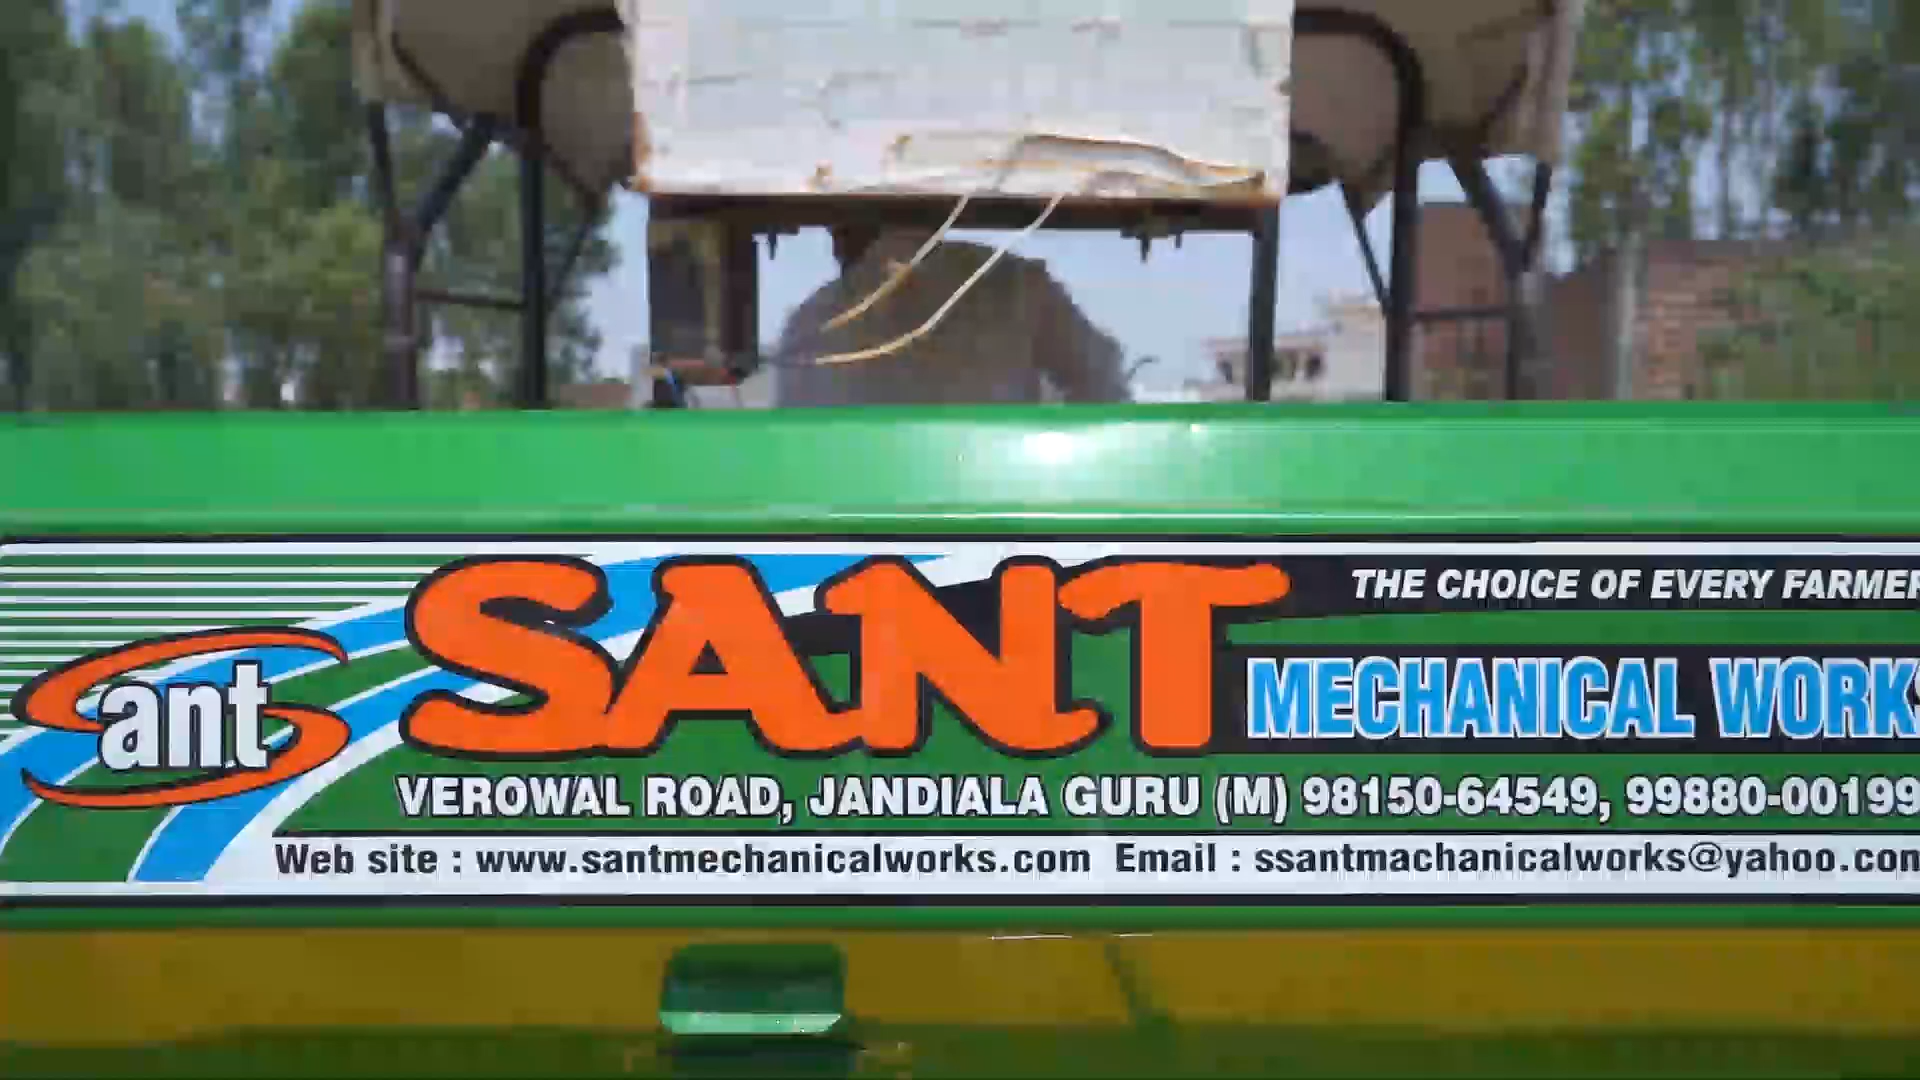 ant
SANT
THE CHOICE OF EVERY FARMER
MECHANICAL WORKS
VEROWAL ROAD, JANDIALA GURU (M) 98150-64549, 99880-00199
Web site : www.santmechanicalworks.com Email : ssantmachanicalworks@yahoo.com